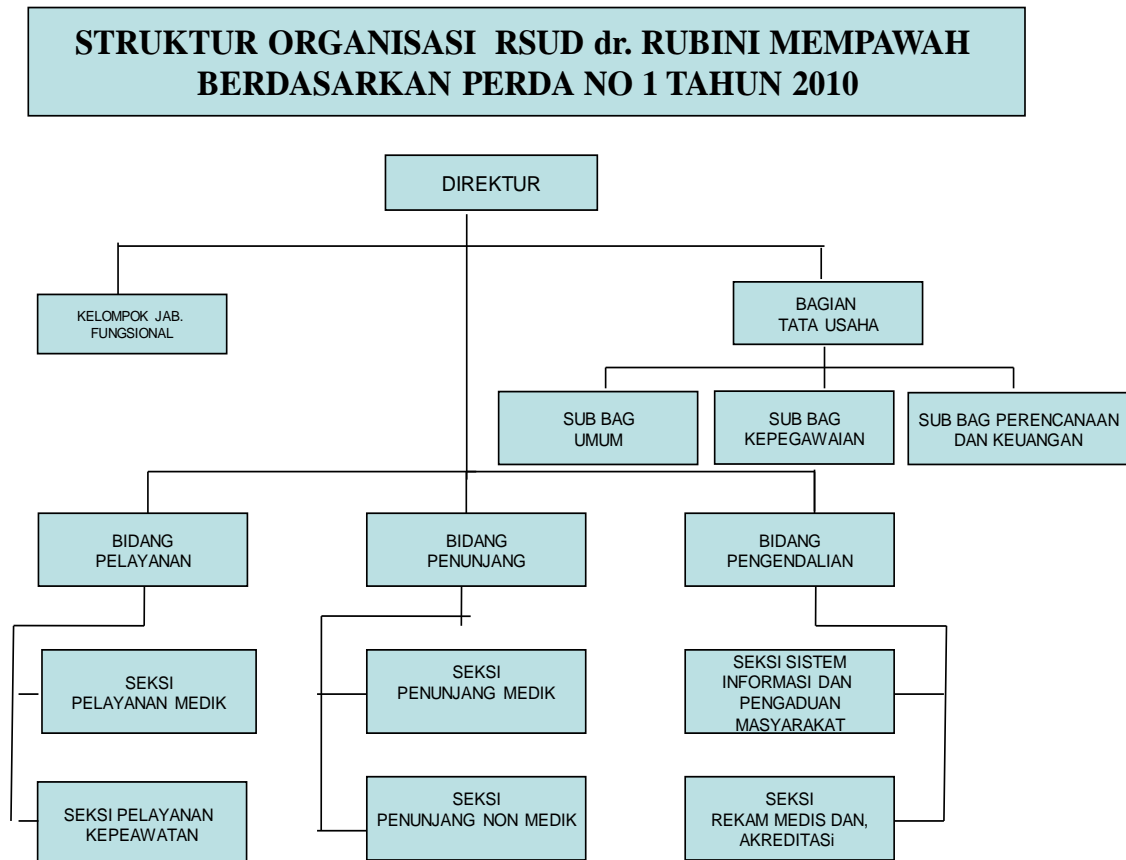 STRUKTUR ORGANISASI RSUD dr. RUBINI MEMPAWAH
BERDASARKAN PERDA NO 1 TAHUN 2010
DIREKTUR
KELOMPOK JAB.
FUNGSIONAL
BAGIAN
TATA USAHA
SUB BAG
UMUM
SUB BAG
KEPEGAWAIAN
SUB BAG PERENCANAAN
DAN KEUANGAN
BIDANG
PELAYANAN
BIDANG
PENUNJANG
BIDANG
PENGENDALIAN
SEKSI
PELAYANAN MEDIK
SEKSI
PENUNJANG MEDIK
SEKSI SISTEM
INFORMASI DAN
PENGADUAN
MASYARAKAT
SEKSI PELAYANAN
KEPEAWATAN
SEKSI
PENUNJANG NON MEDIK
SEKSI
REKAM MEDIS DAN,
AKREDITASi